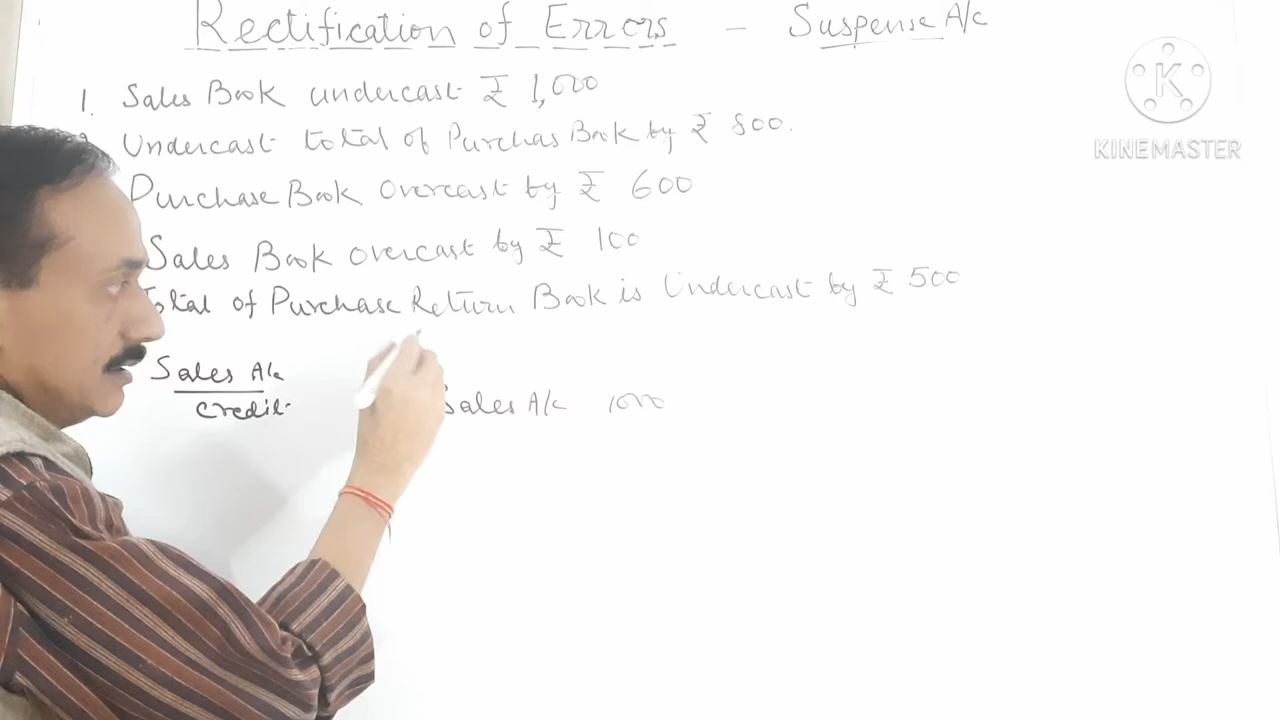 Rectification of Errors - Suspense A/c
1. Sales Book undercast ₹ 1,000
Undercast total of Purchas Book by ₹ 800.
Purchase Book Overcast by ₹ 600
Sales Book overcast by ₹ 100
Total of Purchase Return Book is Undercast by ₹ 500
Sales A/c
Credit
Sales A/c 1000
K
KINEMASTER